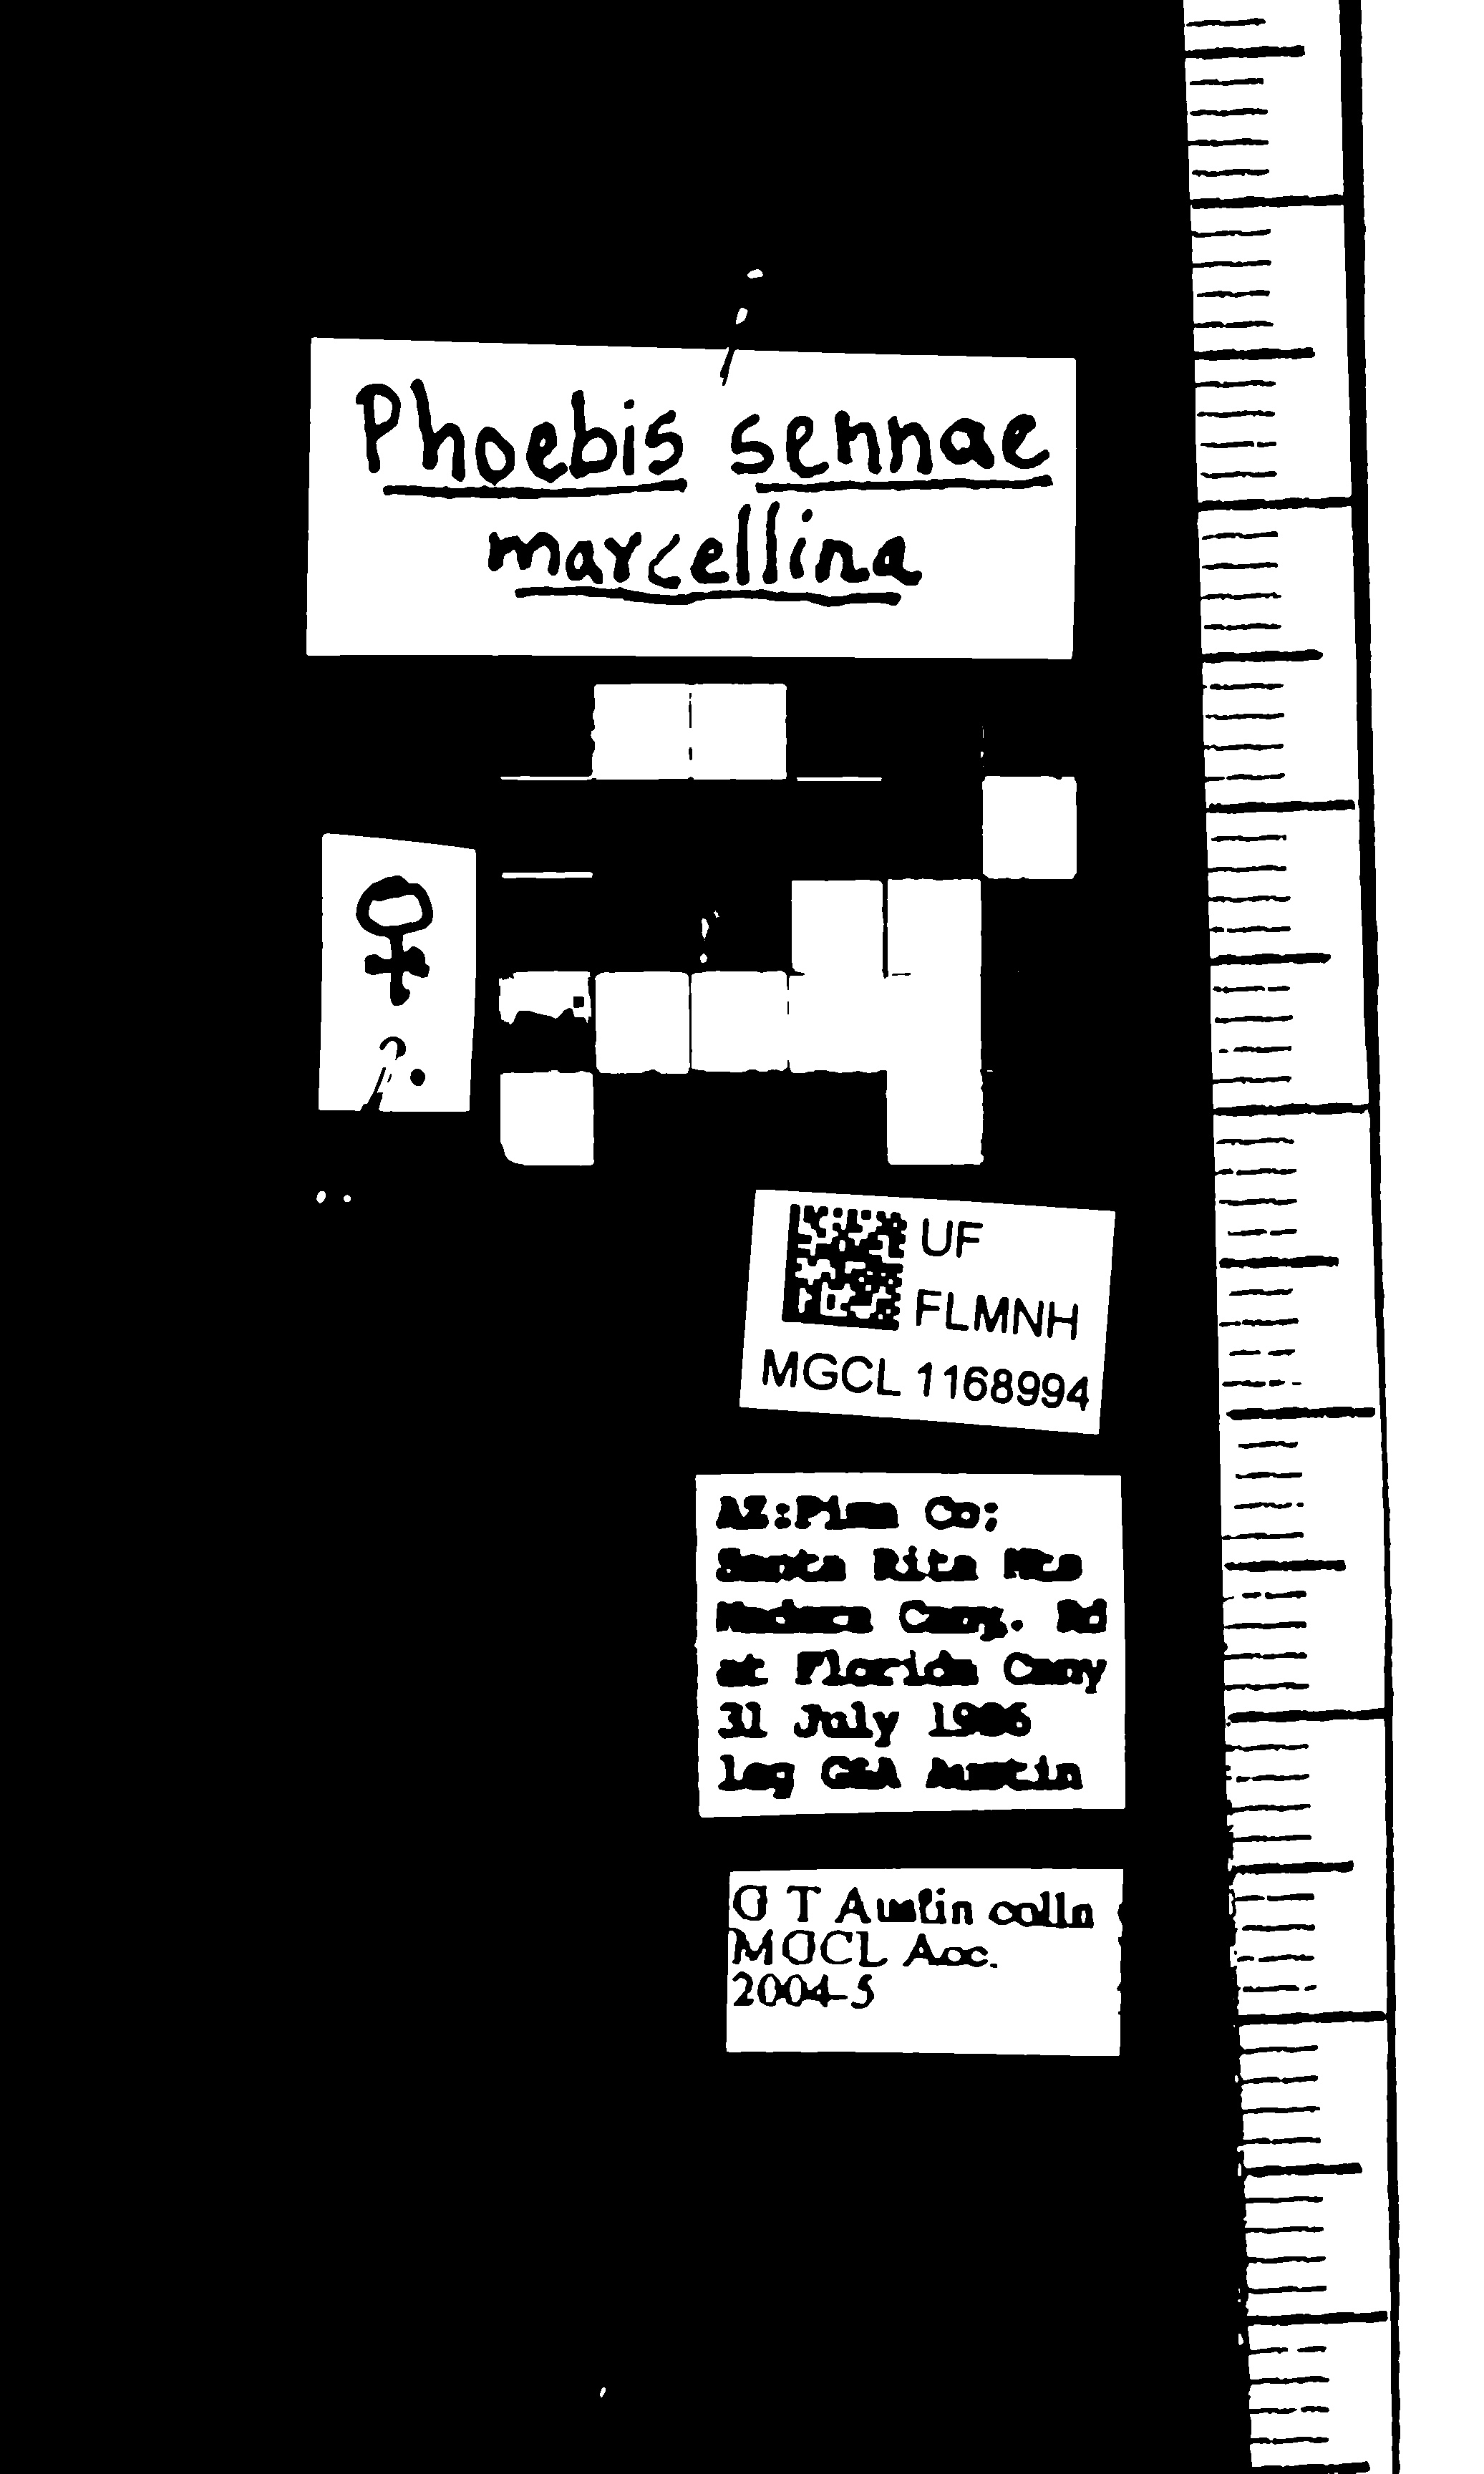 Phoebis sennae
marcellina
♀
?.
UF
FLMNH
MGCL 1168994
AZ:Pima Co;
Santa Rita Mts
Madera Cany. Rd
at Florida Cany
31 July 1986
leg GTA Austin
G T Austin colln
MGCL Acc.
2004-5